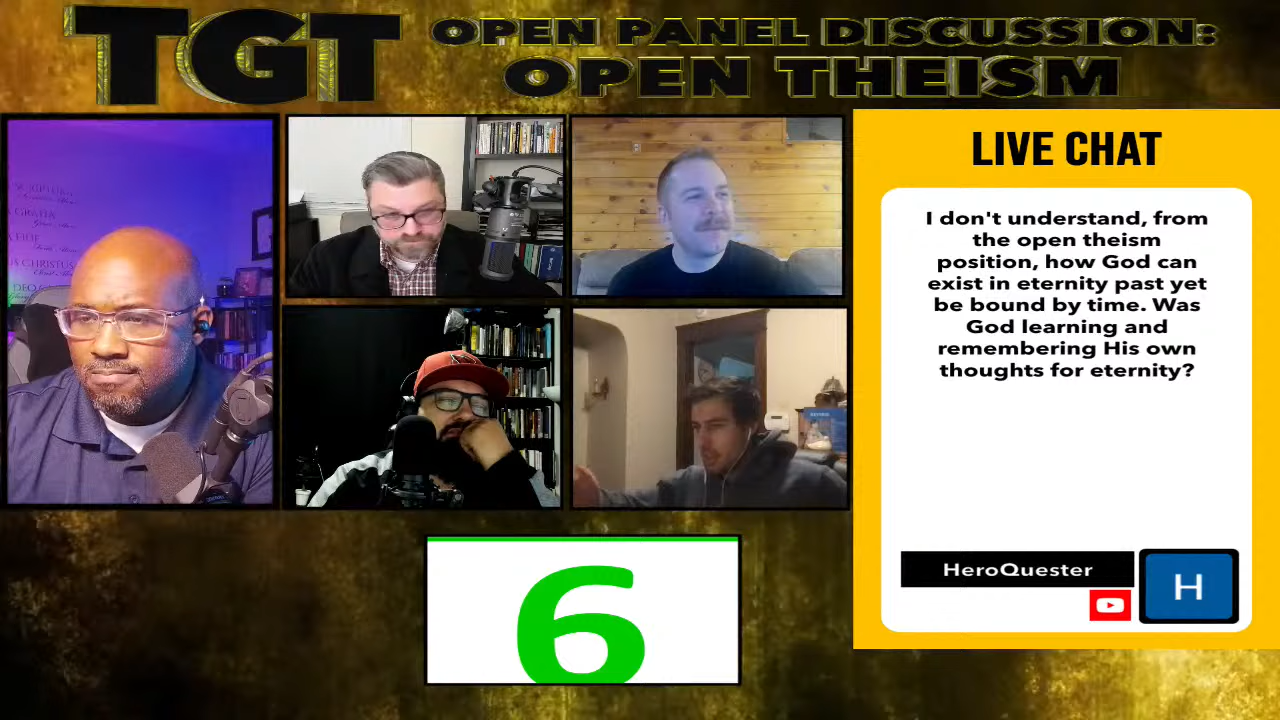 TGT
OPEN PANEL DISCUSSION:
OPEN THEISM
LIVE CHAT
I don't understand, from
the open theism
position, how God can
exist in eternity past yet
be bound by time. Was
God learning and
remembering His own
thoughts for eternity?
HeroQuester
H
6